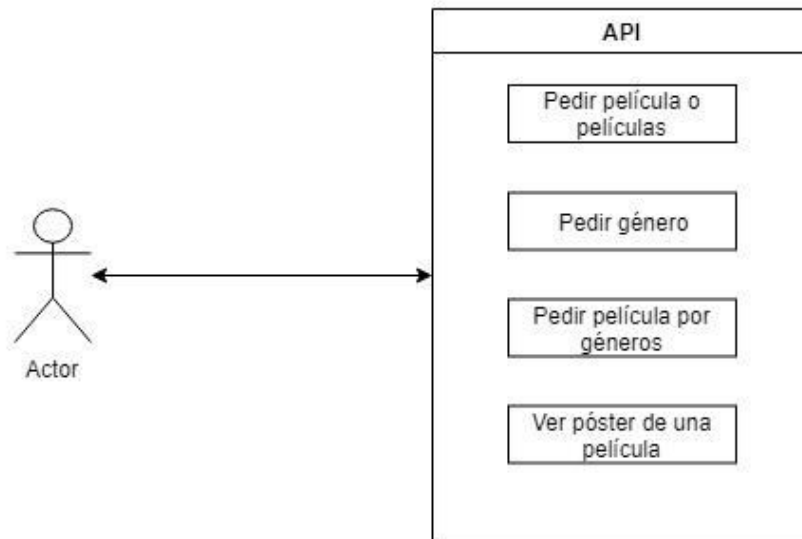 API
Pedir película o
películas
Pedir género
Pedir película por
géneros
Ver póster de una
película
Actor